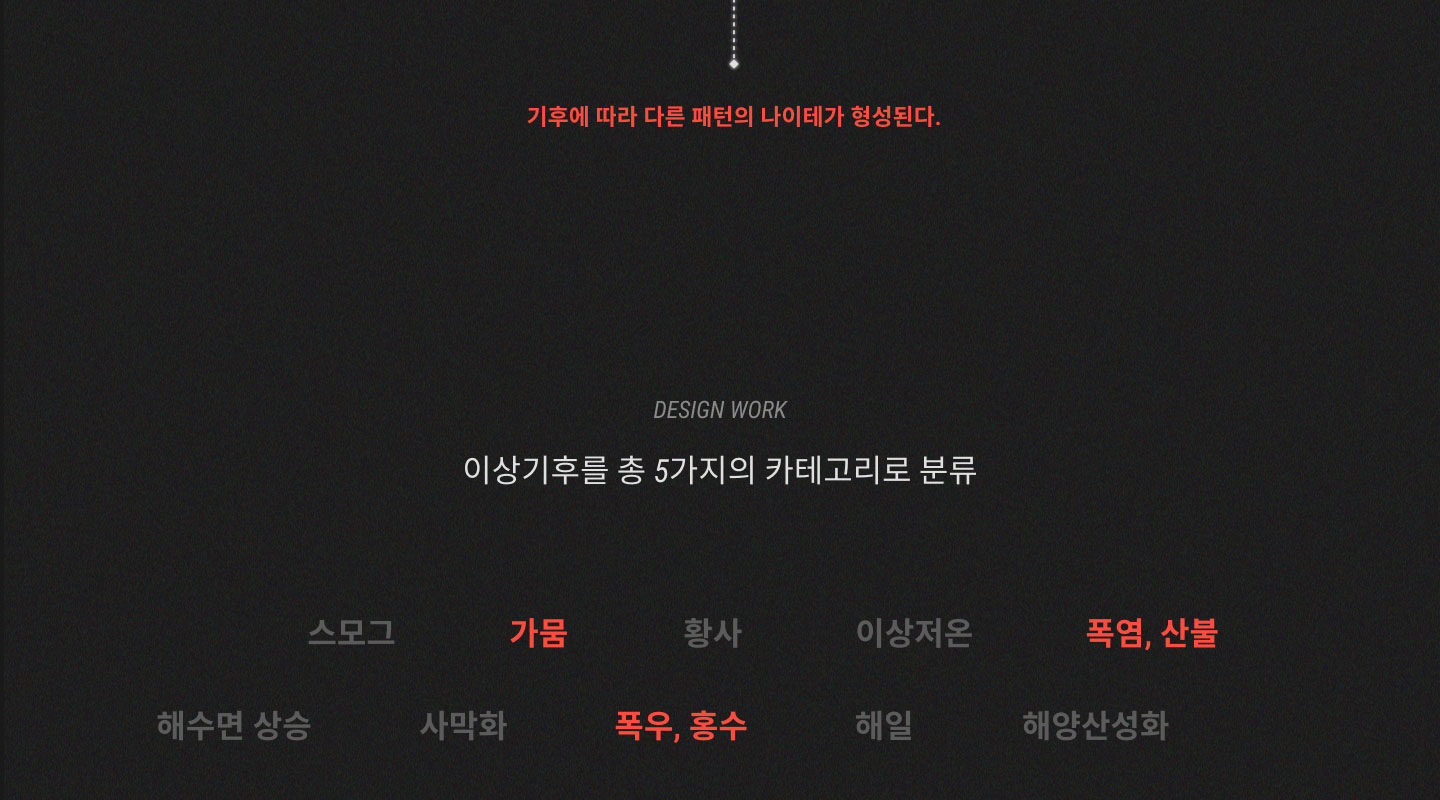 기후에 따라 다른 패턴의 나이테가 형성된다.
DESIGN WORK
이상기후를 총 5가지의 카테고리로 분류
스모그 가뭄 황사 이상저온 폭염, 산불
해수면 상승 사막화 폭우, 홍수 해일 해양산성화